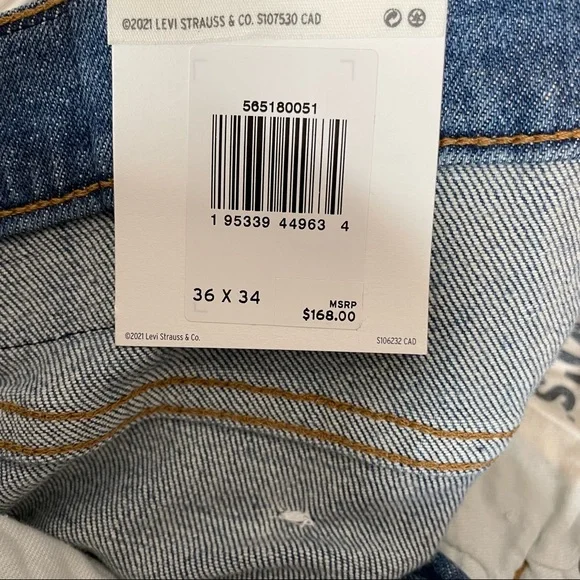 ©2021 LEVI STRAUSS & CO. S107530 CAD
565180051
1 95339 44963 4
36 X 34
MSRP
$168.00
©2021 Levi Strauss & Co.
S106232 CAD